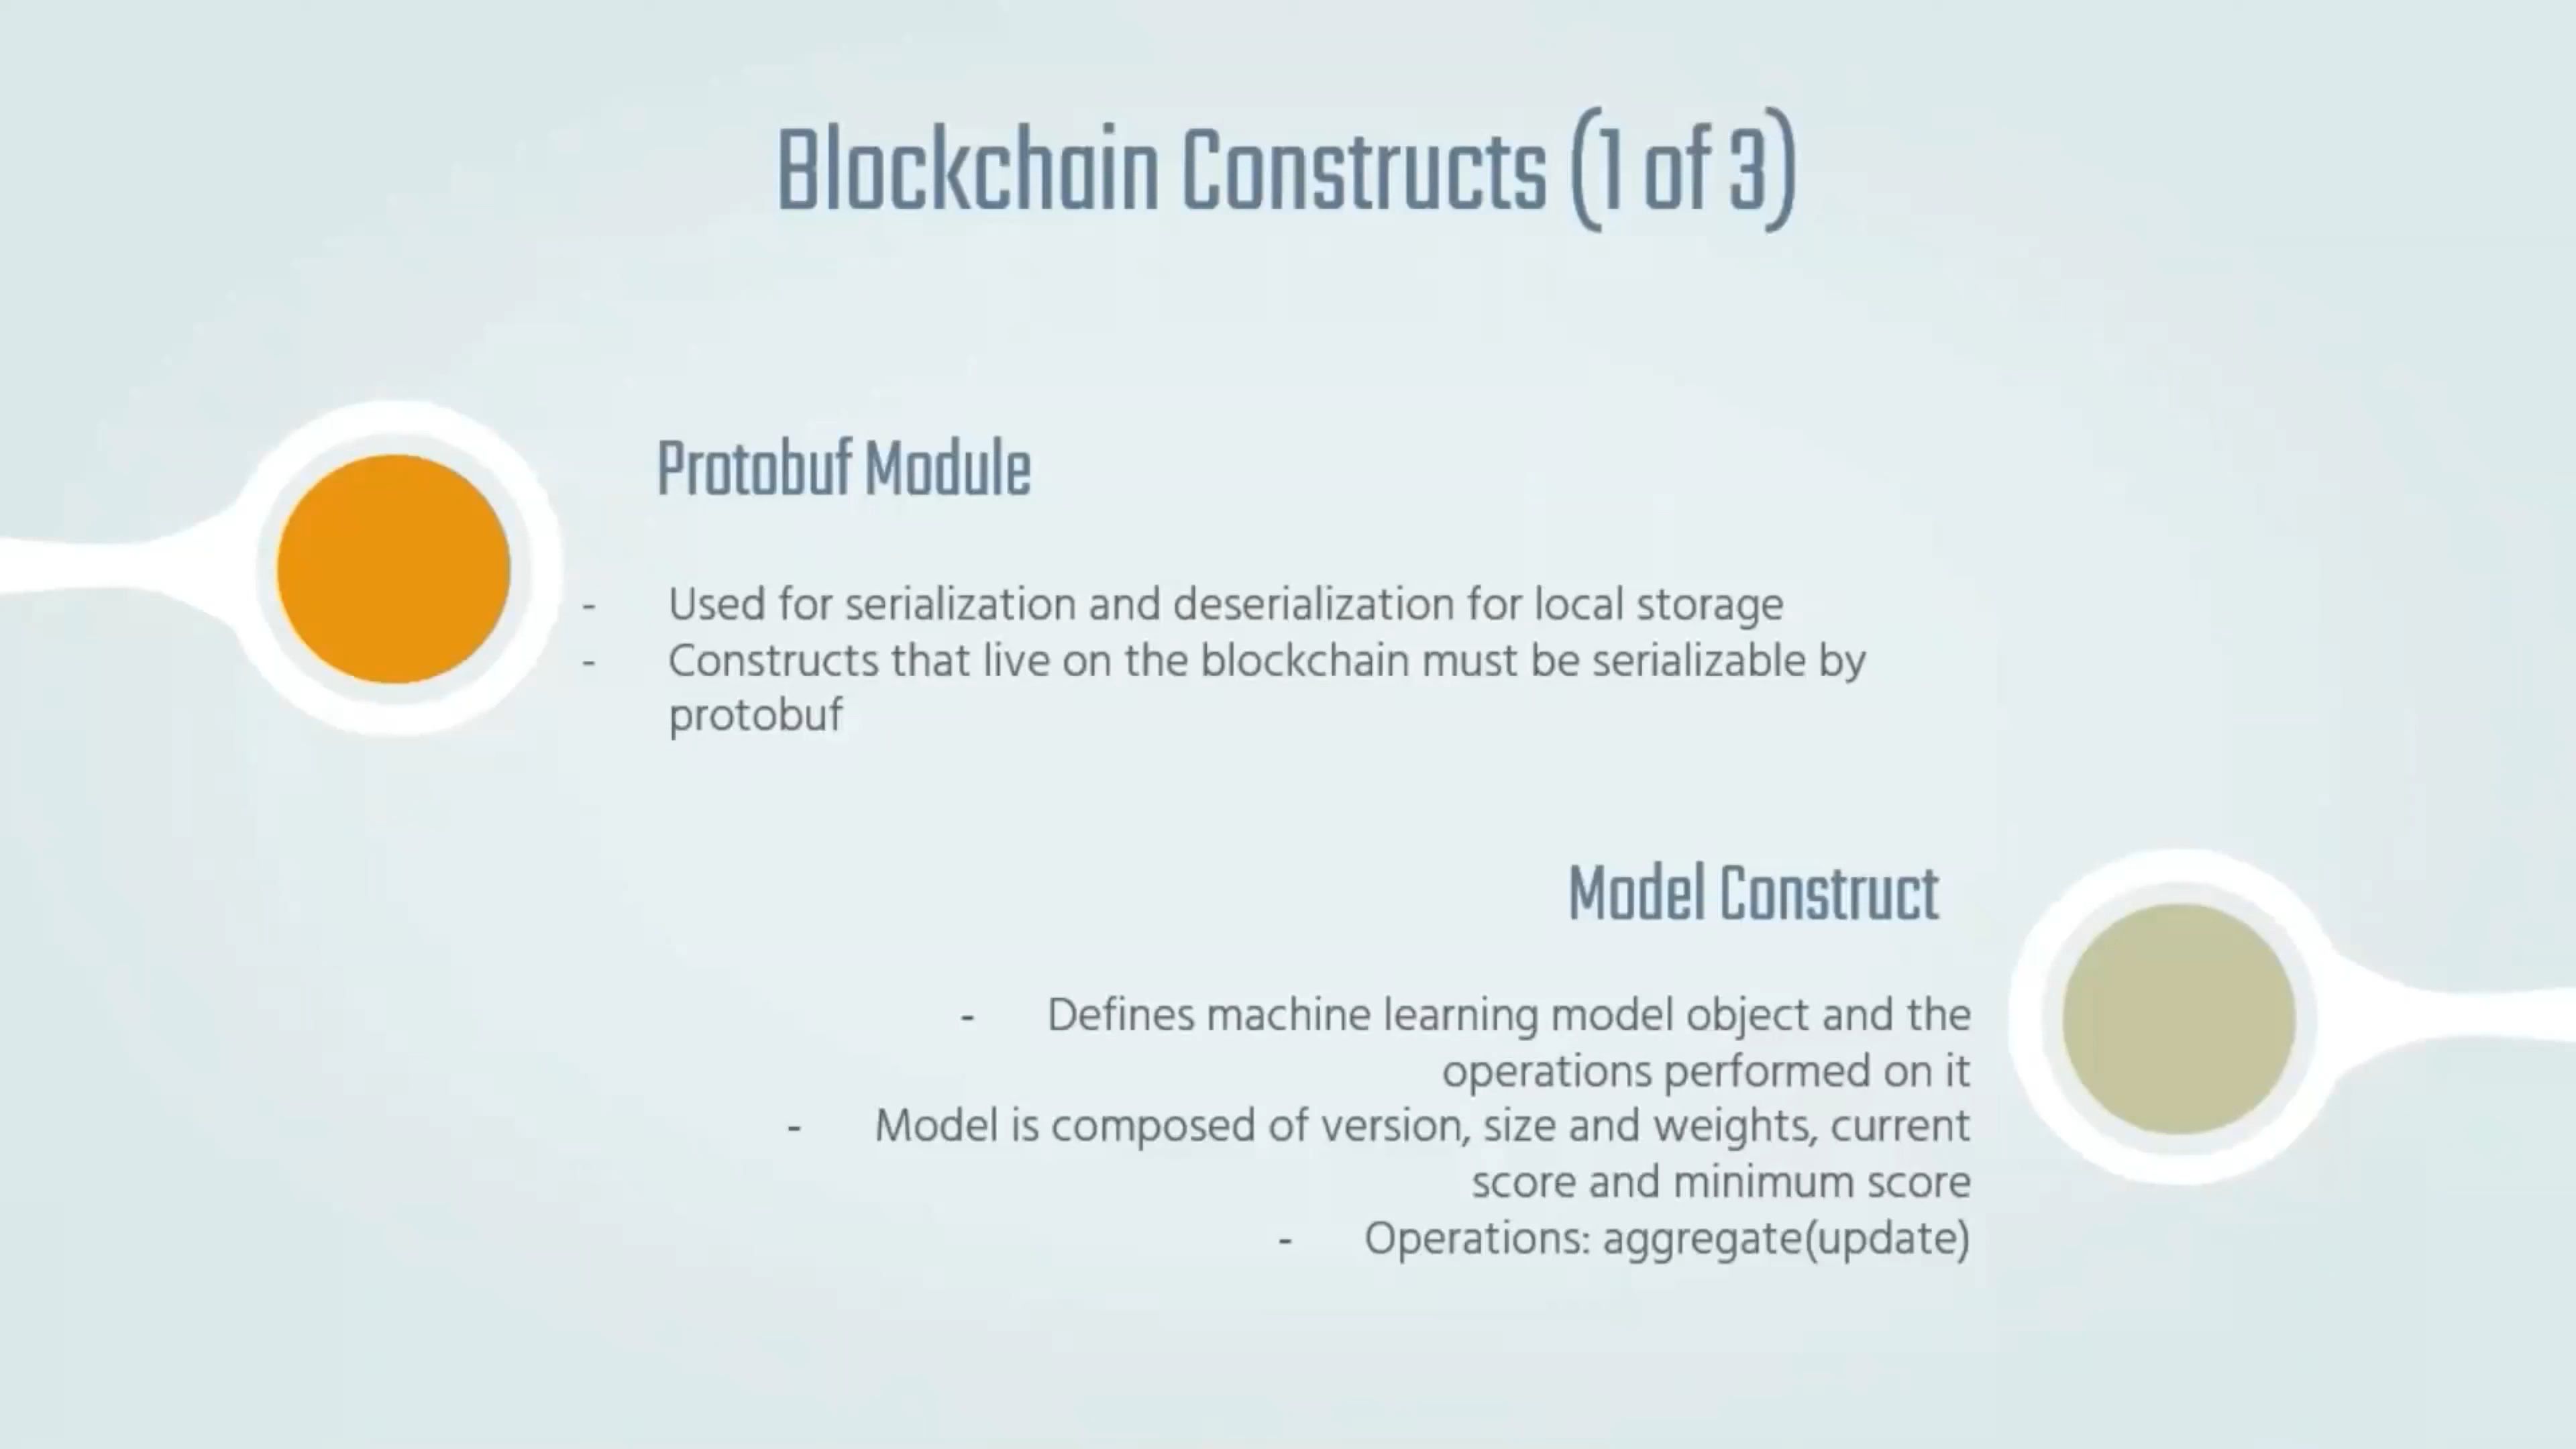 Blockchain Constructs (1 of 3)
Protobuf Module
- Used for serialization and deserialization for local storage
- Constructs that live on the blockchain must be serializable by
protobuf
Model Construct
- Defines machine learning model object and the
operations performed on it
- Model is composed of version, size and weights, current
score and minimum score
- Operations: aggregate(update)